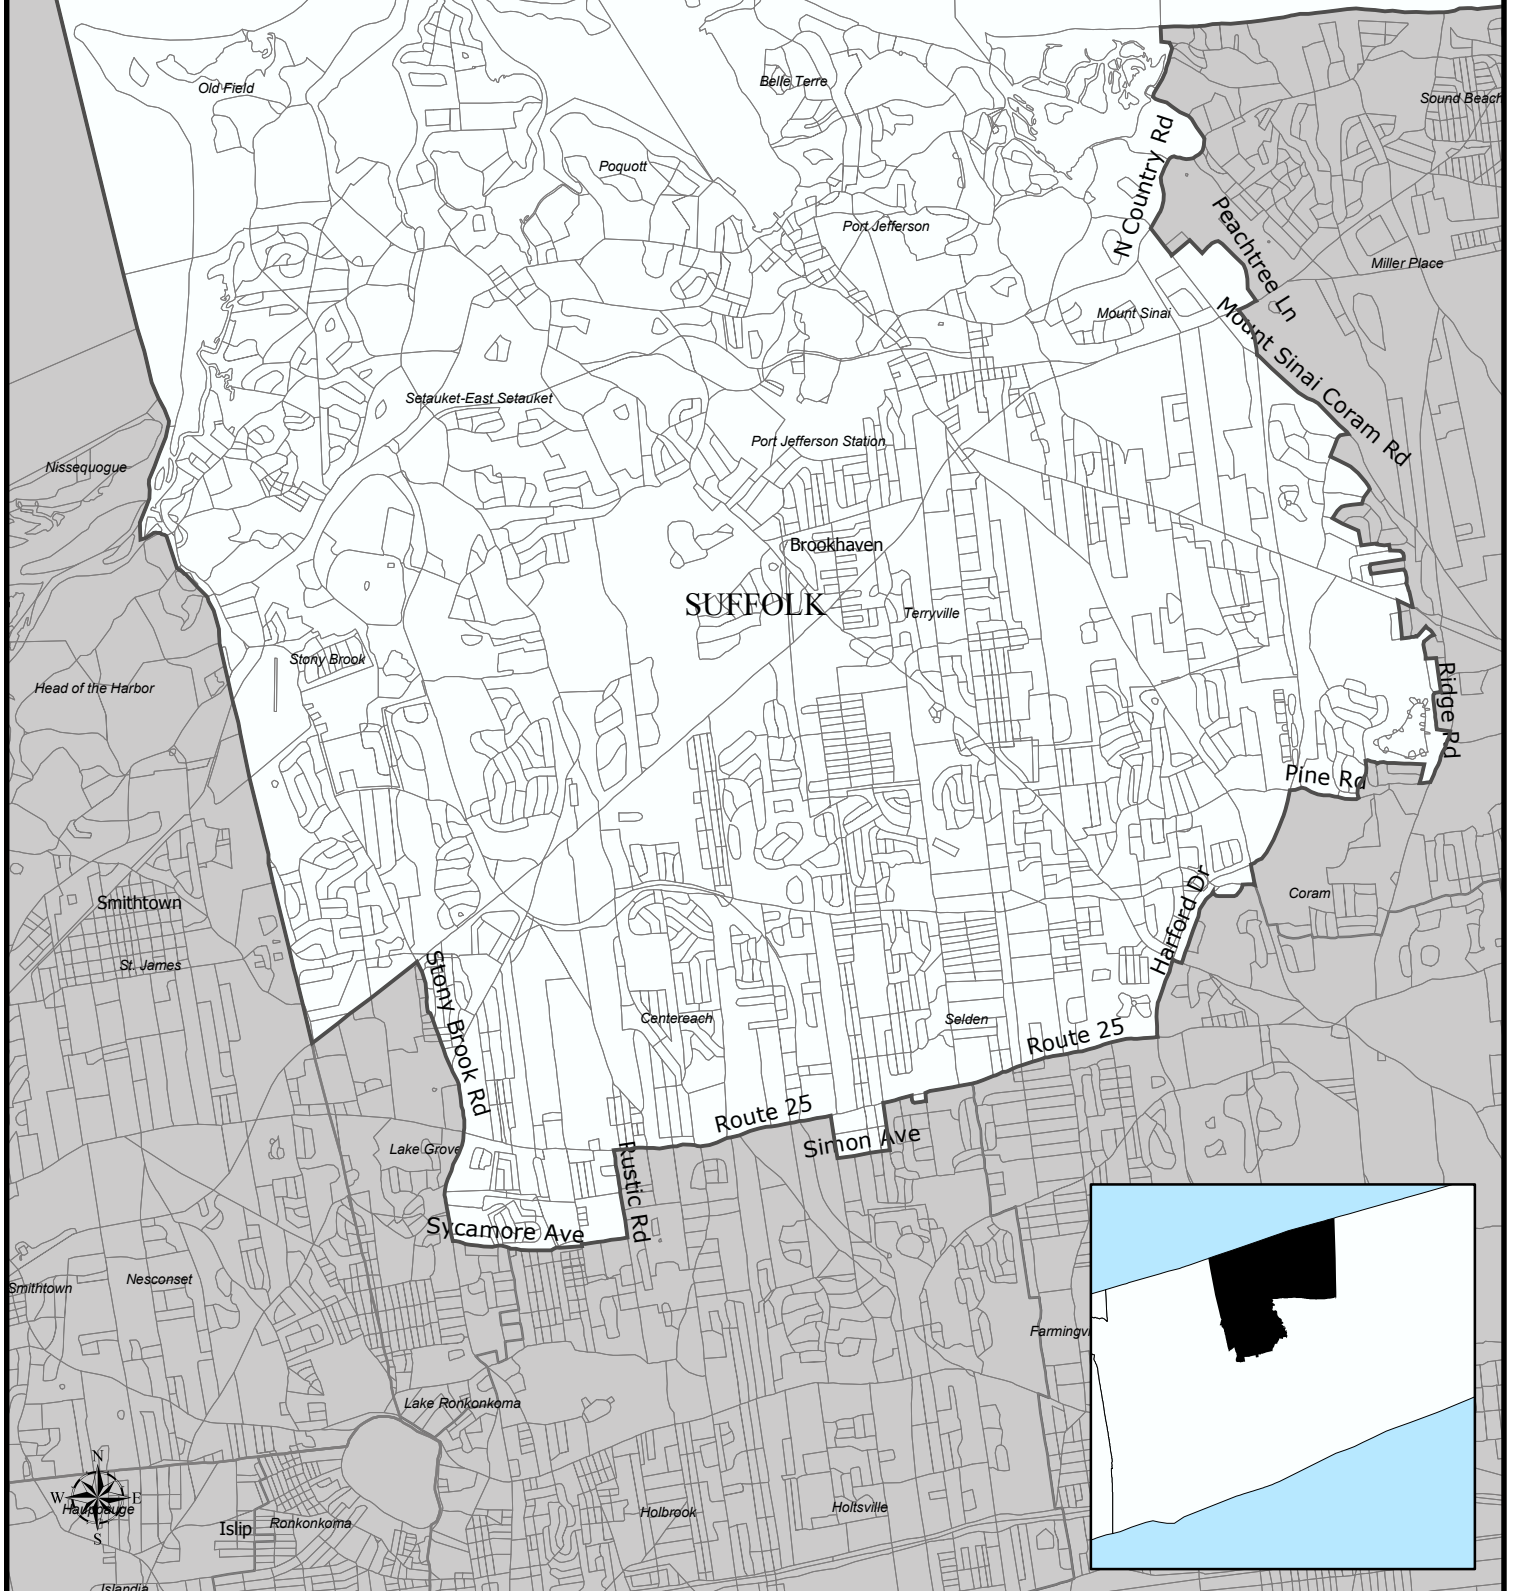 Old Field
Belle Terre
Sound Beach
Poquott
N Country Rd
Port Jefferson
Peachtree Ln
Miller Place
Mount Sinai
Mount Sinai Coram Rd
Setauket-East Setauket
Port Jefferson Station
Nissequogue
Brookhaven
SUFFOLK
Terryville
Stony Brook
Head of the Harbor
Ridge Rd
Pine Rd
Smithtown
Coram
Harford Dr
St. James
Stony Brook Rd
Centereach
Selden
Route 25
Route 25
Simon Ave
Lake Grove
Rustic Rd
Sycamore Ave
Nesconset
Smithtown
Farmingvi
Lake Ronkonkoma
N
W E
S
Hauppauge
Islip
Ronkonkoma
Holbrook
Holtsville
Islandia